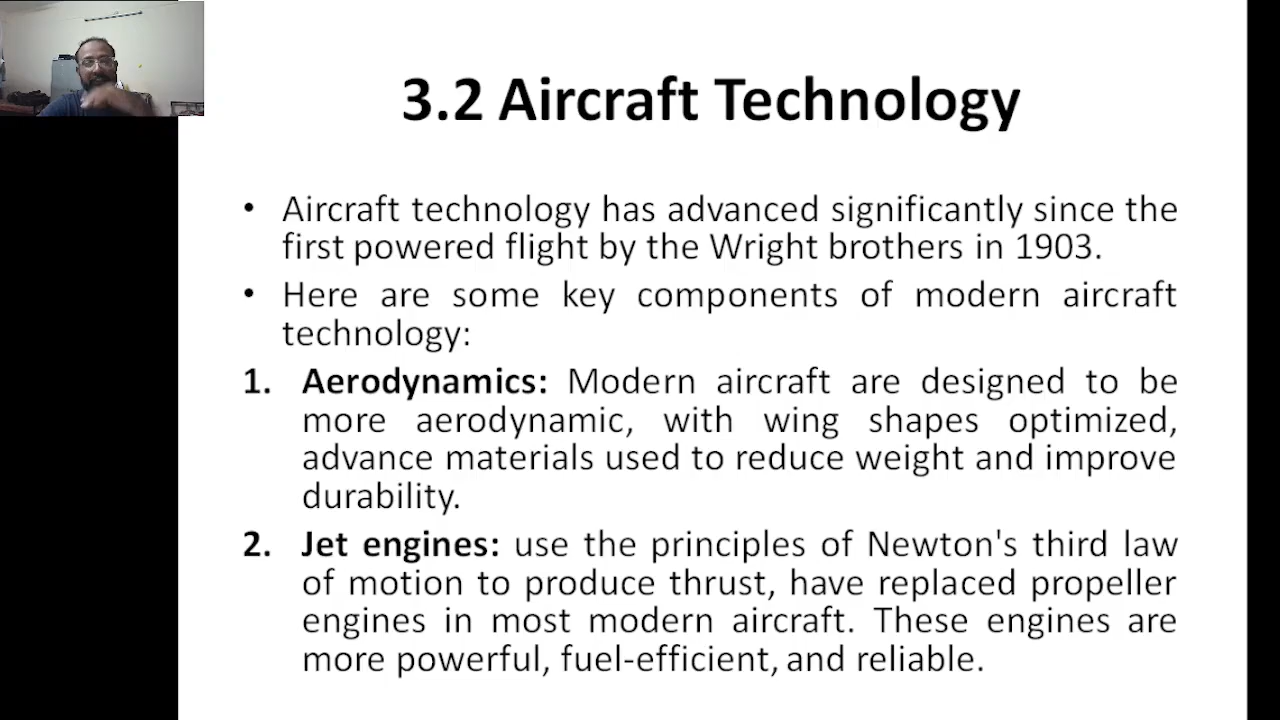 3.2 Aircraft Technology
• Aircraft technology has advanced significantly since the
first powered flight by the Wright brothers in 1903.
• Here are some key components of modern aircraft
technology:
1. Aerodynamics: Modern aircraft are designed to be
more aerodynamic, with wing shapes optimized,
advance materials used to reduce weight and improve
durability.
2. Jet engines: use the principles of Newton's third law
of motion to produce thrust, have replaced propeller
engines in most modern aircraft. These engines are
more powerful, fuel-efficient, and reliable.